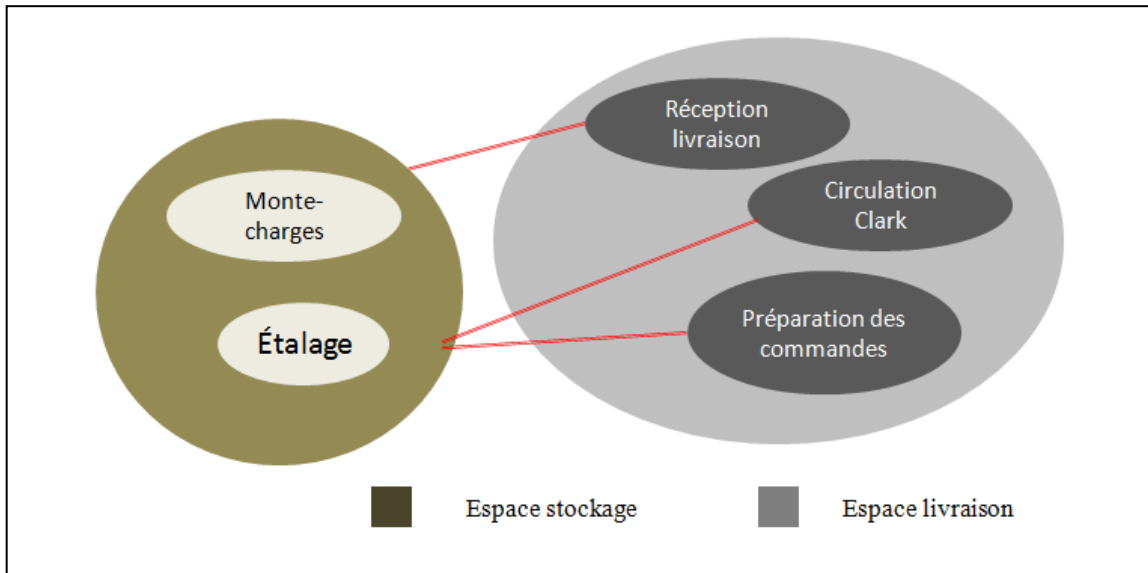 Réception
livraison
Monte-
charges
Circulation
Clark
Étalage
Préparation des
commandes
Espace stockage
Espace livraison